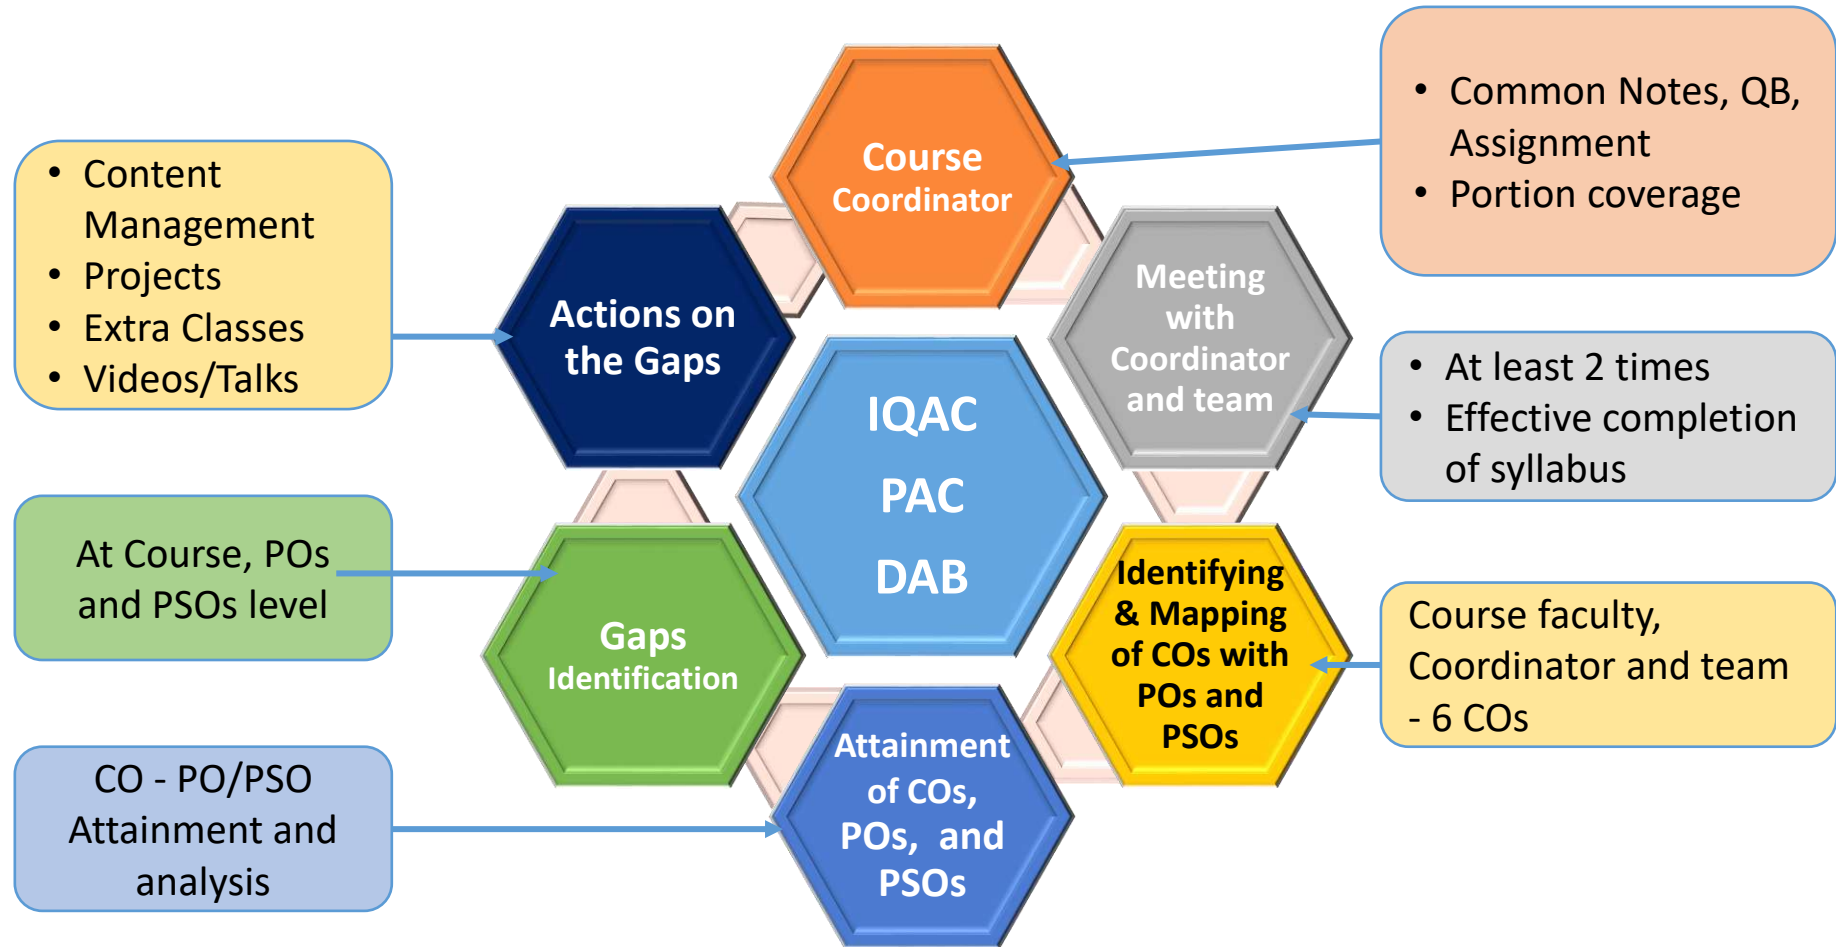 Course
Coordinator
• Common Notes, QB,
Assignment
• Portion coverage
Meeting
with
Coordinator
and team
• At least 2 times
• Effective completion
of syllabus
Identifying
& Mapping
of COs with
POs and
PSOs
Course faculty,
Coordinator and team
- 6 COs
Attainment
of COs,
POs, and
PSOs
CO - PO/PSO
Attainment and
analysis
Gaps
Identification
At Course, POs
and PSOs level
Actions on
the Gaps
• Content
Management
• Projects
• Extra Classes
• Videos/Talks
IQAC
PAC
DAB